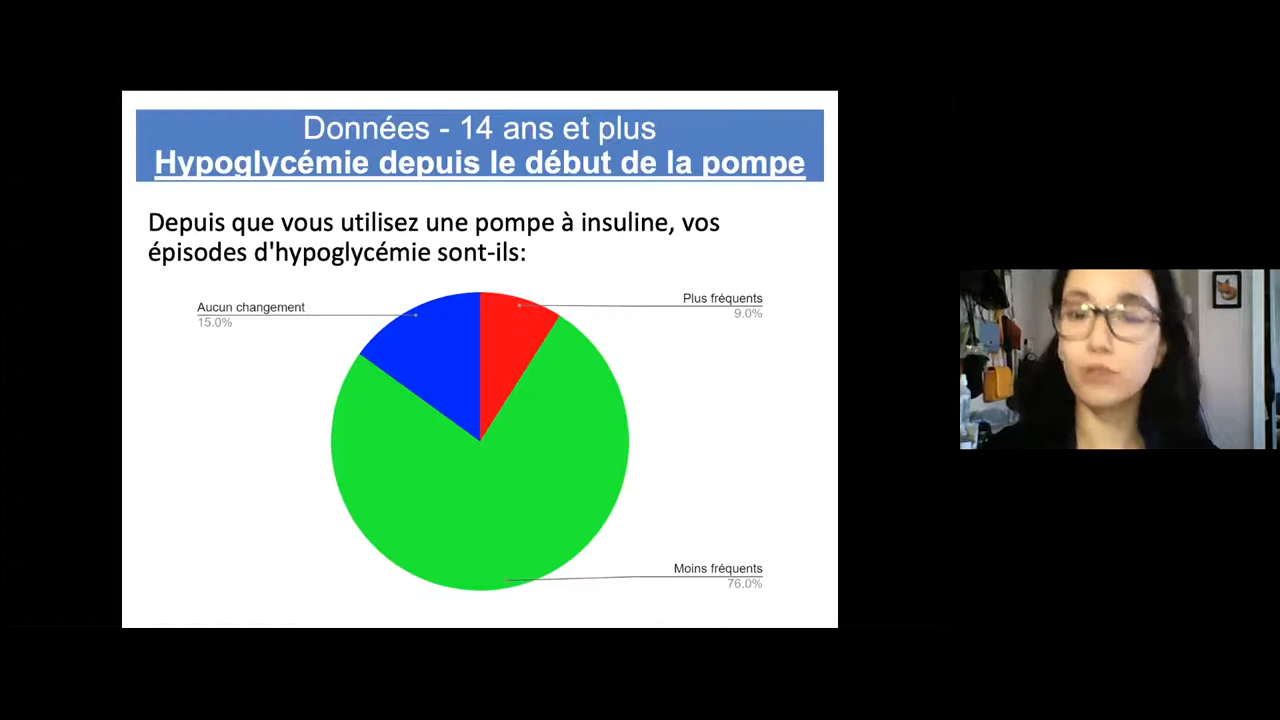 Données - 14 ans et plus
Hypoglycémie depuis le début de la pompe
Depuis que vous utilisez une pompe à insuline, vos
épisodes d'hypoglycémie sont-ils:
Aucun changement
15.0%
Plus fréquents
9.0%
Moins fréquents
76.0%